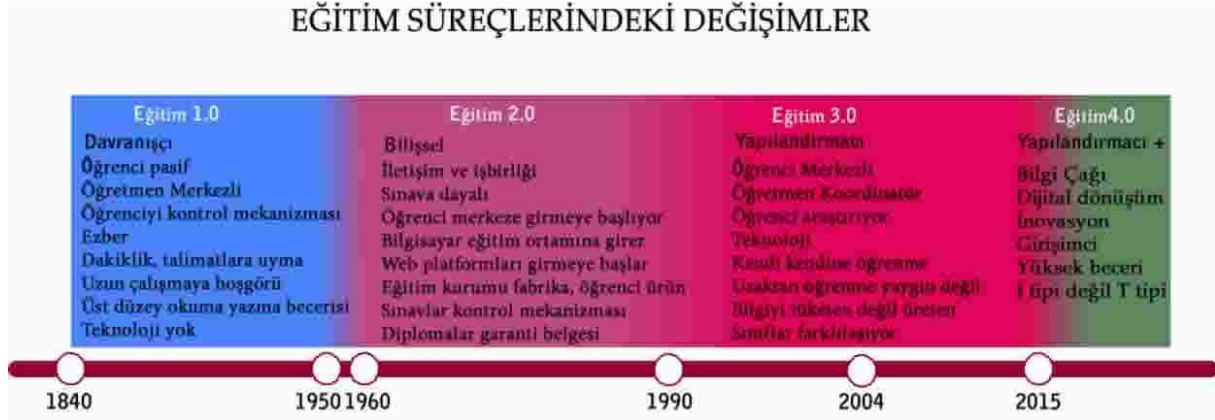 EĞİTİM SÜREÇLERİNDEKİ DEĞİŞİMLER
Eğitim 1.0
Davranışçı
Öğrenci pasif
Öğretmen Merkezli
Öğrenciyi kontrol mekanizması
Ezber
Dakiklik, talimatlara uyma
Uzun çalışmaya hoşgörü
Üst düzey okuma yazma becerisi
Teknoloji yok
Eğitim 2.0
Bilişsel
İletişim ve işbirliği
Sınava dayalı
Öğrenci merkeze girmeye başlıyor
Bilgisayar eğitim ortamına girer
Web platformları girmeye başlar
Eğitim kurumu fabrika, öğrenci ürün
Sınavlar kontrol mekanizması
Diplomalar garanti belgesi
Eğitim 3.0
Yapılandırmacı
Öğrenci Merkezli
Öğretmen Koordinatör
Öğrenci araştırıyor
Teknoloji
Kendi kendine öğrenme
Uzaktan öğrenme yaygın değil
Bilgiyi tüketen değil üreten
Sınıflar farklılaşıyor
Eğitim4.0
Yapılandırmacı +
Bilgi Çağı
Dijital dönüşüm
İnovasyon
Girişimci
Yüksek beceri
I tipi değil T tipi
1840
1950
1960
1990
2004
2015